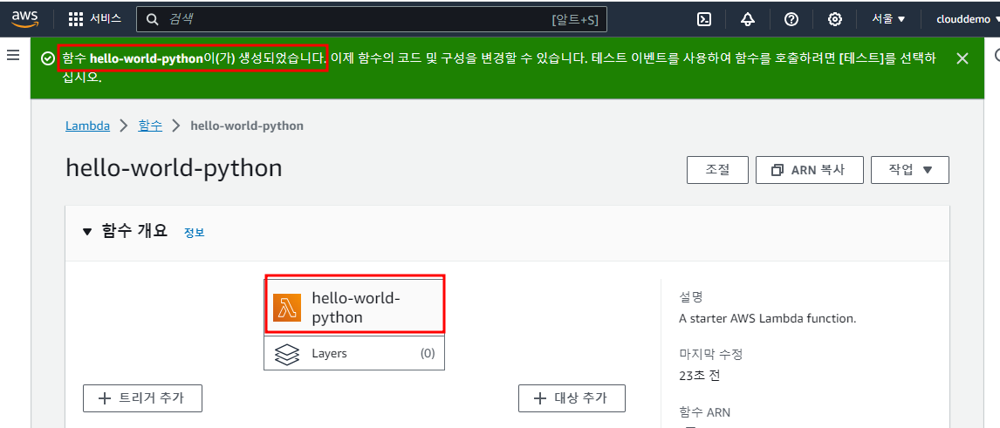 aws 서비스 검색 [알트+S] 서울 ▼ clouddemo
함수 hello-world-python이(가) 생성되었습니다. 이제 함수의 코드 및 구성을 변경할 수 있습니다. 테스트 이벤트를 사용하여 함수를 호출하려면 [테스트]를 선택하
십시오.
Lambda > 함수 > hello-world-python
hello-world-python
조절 ARN 복사 작업 ▼
▼ 함수 개요 정보
hello-world-
python
Layers (0)
+ 트리거 추가
+ 대상 추가
설명
A starter AWS Lambda function.
마지막 수정
23초 전
함수 ARN